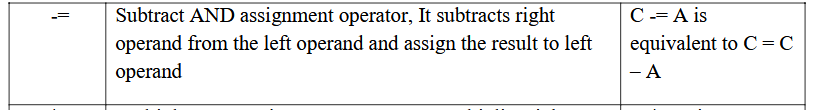 -=
Subtract AND assignment operator, It subtracts right
operand from the left operand and assign the result to left
operand
C -= A is
equivalent to C = C
– A